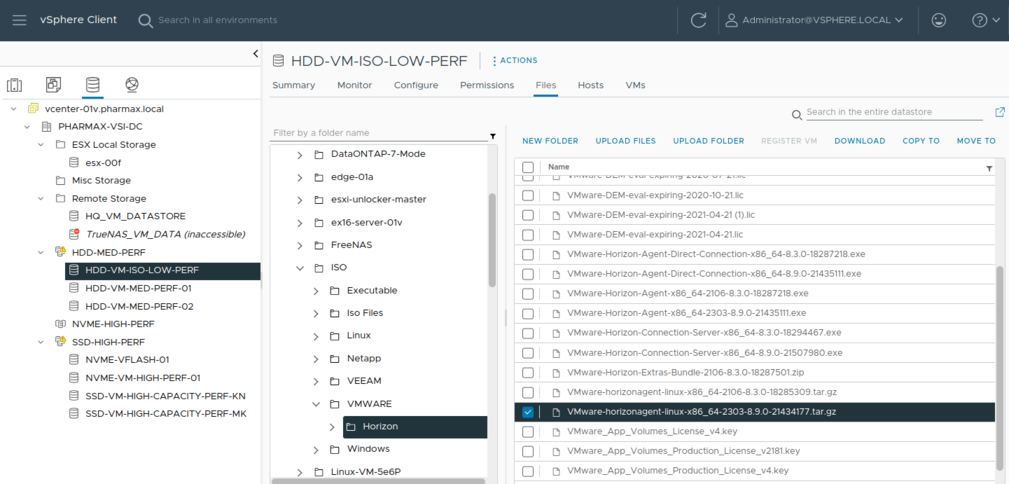 vSphere Client
Search in all environments
Administrator@VSPHERE.LOCAL
HDD-VM-ISO-LOW-PERF
ACTIONS
Summary Monitor Configure Permissions Files Hosts VMs
vcenter-01v.pharmax.local
PHARMAX-VSI-DC
ESX Local Storage
esx-00f
Misc Storage
Remote Storage
HQ_VM_DATASTORE
TrueNAS_VM_DATA (inaccessible)
HDD-MED-PERF
HDD-VM-ISO-LOW-PERF
HDD-VM-MED-PERF-01
HDD-VM-MED-PERF-02
NVME-HIGH-PERF
SSD-HIGH-PERF
NVME-VFLASH-01
NVME-VM-HIGH-PERF-01
SSD-VM-HIGH-CAPACITY-PERF-KN
SSD-VM-HIGH-CAPACITY-PERF-MK
Search in the entire datastore
Filter by a folder name
DataONTAP-7-Mode
edge-01a
esxi-unlocker-master
ex16-server-01v
FreeNAS
ISO
Executable
Iso Files
Linux
Netapp
VEEAM
VMWARE
Horizon
Windows
Linux-VM-5e6P
NEW FOLDER UPLOAD FILES UPLOAD FOLDER REGISTER VM DOWNLOAD COPY TO MOVE TO
Name
VMware-DEM-eval-expiring-2020-07-21.lic
VMware-DEM-eval-expiring-2020-10-21.lic
VMware-DEM-eval-expiring-2021-04-21 (1).lic
VMware-DEM-eval-expiring-2021-04-21.lic
VMware-Horizon-Agent-Direct-Connection-x86_64-8.3.0-18287218.exe
VMware-Horizon-Agent-Direct-Connection-x86_64-8.9.0-21435111.exe
VMware-Horizon-Agent-x86_64-2106-8.3.0-18287218.exe
VMware-Horizon-Agent-x86_64-2303-8.9.0-21435111.exe
VMware-Horizon-Connection-Server-x86_64-8.3.0-18294467.exe
VMware-Horizon-Connection-Server-x86_64-8.9.0-21507980.exe
VMware-Horizon-Extras-Bundle-2106-8.3.0-18287501.zip
VMware-horizonagent-linux-x86_64-2106-8.3.0-18285309.tar.gz
VMware-horizonagent-linux-x86_64-2303-8.9.0-21434177.tar.gz
VMware_App_Volumes_License_v4.key
VMware_App_Volumes_Production_License_v2181.key
VMware_App_Volumes_Production_License_v4.key